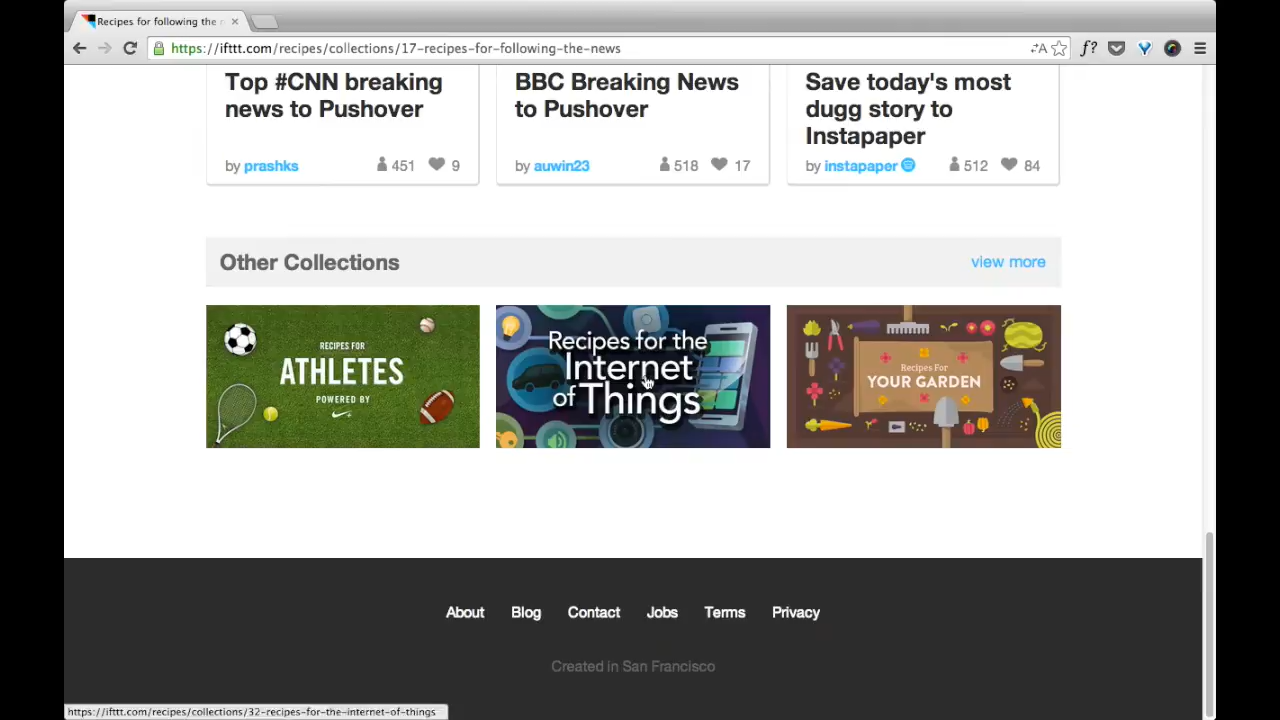 Recipes for following the n
https://ifttt.com/recipes/collections/17-recipes-for-following-the-news
Top #CNN breaking
news to Pushover
by prashks 451 9
BBC Breaking News
to Pushover
by auwin23 518 17
Save today's most
dugg story to
Instapaper
by instapaper 512 84
Other Collections
view more
RECIPES FOR
ATHLETES
POWERED BY
Recipes for the
Internet
of Things
Recipes For
YOUR GARDEN
About Blog Contact Jobs Terms Privacy
Created in San Francisco
https://ifttt.com/recipes/collections/32-recipes-for-the-internet-of-things